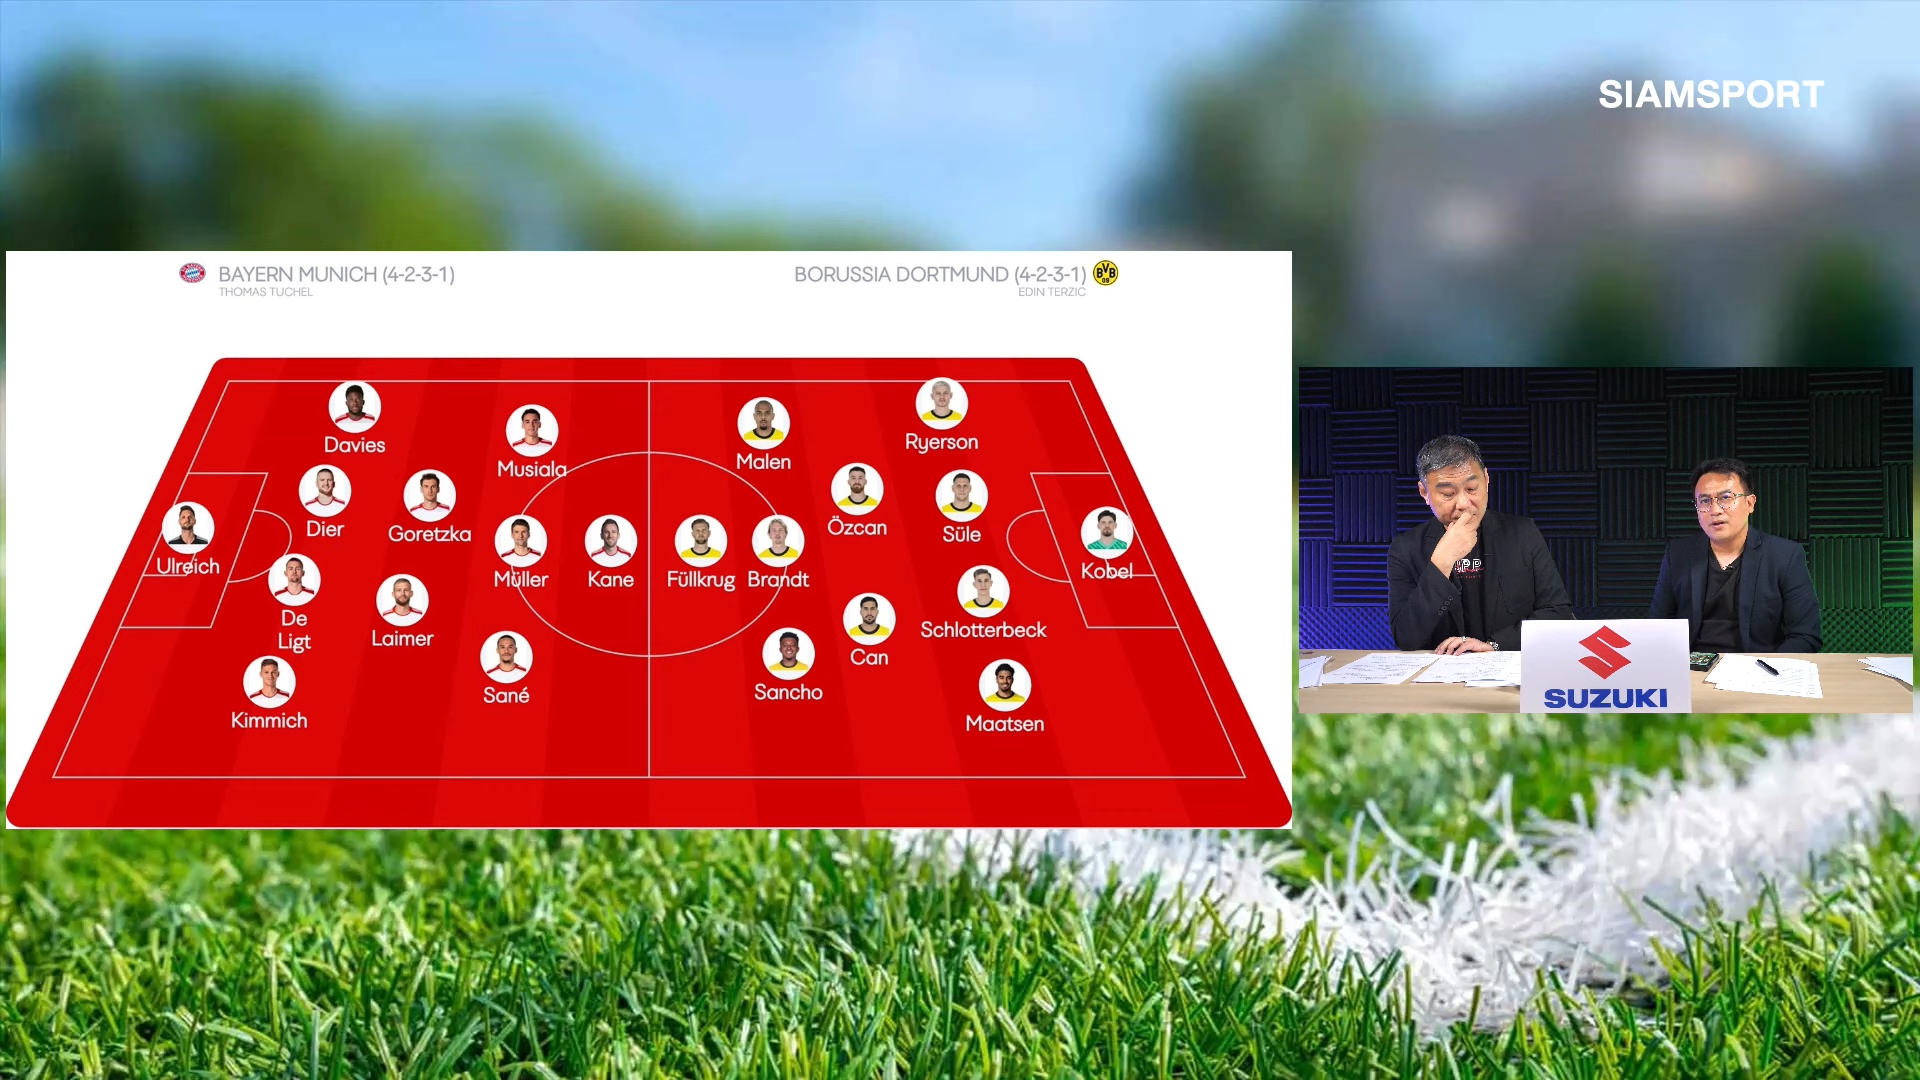 SIAMSPORT
BAYERN MUNICH (4-2-3-1)
THOMAS TUCHEL
BORUSSIA DORTMUND (4-2-3-1)
EDIN TERZIC
BVB
09
Davies
Musiala
Malen
Ryerson
Dier
Goretzka
Özcan
Süle
Ulreich
Müller
Kane
Füllkrug
Brandt
Kobel
De
Ligt
Laimer
Can
Schlotterbeck
Kimmich
Sané
Sancho
Maatsen
SUZUKI